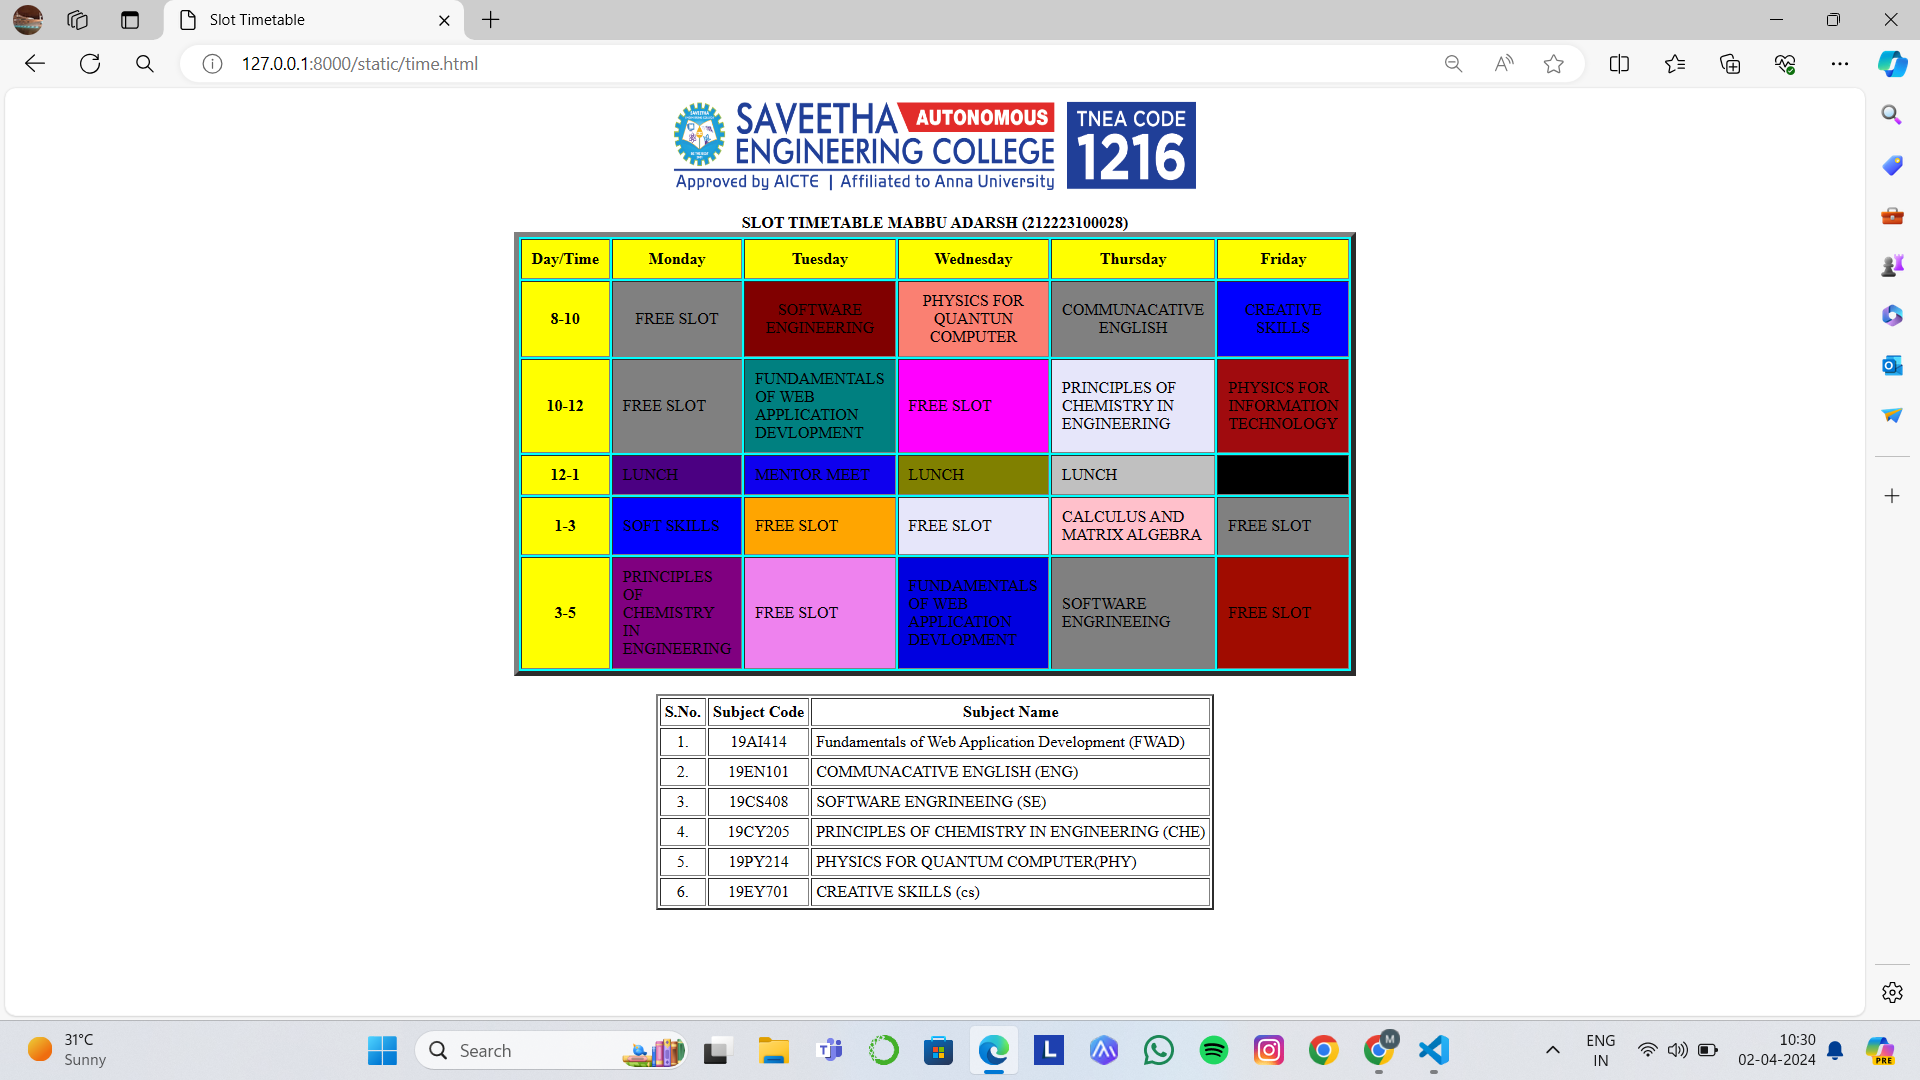 Slot Timetable
127.0.0.1:8000/static/time.html
SAVEETHA AUTONOMOUS
ENGINEERING COLLEGE
Approved by AICTE | Affiliated to Anna University
TNEA CODE
1216
SLOT TIMETABLE MABBU ADARSH (212223100028)
Day/Time Monday Tuesday Wednesday Thursday Friday
8-10
FREE SLOT
SOFTWARE
ENGINEERING
PHYSICS FOR
QUANTUN
COMPUTER
COMMUNACATIVE
ENGLISH
CREATIVE
SKILLS
10-12
FREE SLOT
FUNDAMENTALS
OF WEB
APPLICATION
DEVLOPMENT
FREE SLOT
PRINCIPLES OF
CHEMISTRY IN
ENGINEERING
PHYSICS FOR
INFORMATION
TECHNOLOGY
12-1 LUNCH MENTOR MEET LUNCH LUNCH
1-3
SOFT SKILLS
FREE SLOT
FREE SLOT
CALCULUS AND
MATRIX ALGEBRA
FREE SLOT
3-5
PRINCIPLES
OF
CHEMISTRY
IN
ENGINEERING
FREE SLOT
FUNDAMENTALS
OF WEB
APPLICATION
DEVLOPMENT
SOFTWARE
ENGRINEEING
FREE SLOT
S.No. Subject Code Subject Name
1. 19AI414 Fundamentals of Web Application Development (FWAD)
2. 19EN101 COMMUNACATIVE ENGLISH (ENG)
3. 19CS408 SOFTWARE ENGRINEEING (SE)
4. 19CY205 PRINCIPLES OF CHEMISTRY IN ENGINEERING (CHE)
5. 19PY214 PHYSICS FOR QUANTUM COMPUTER(PHY)
6. 19EY701 CREATIVE SKILLS (cs)
31°C
Sunny
Search
L
M
ENG
IN
10:30
02-04-2024
PRE